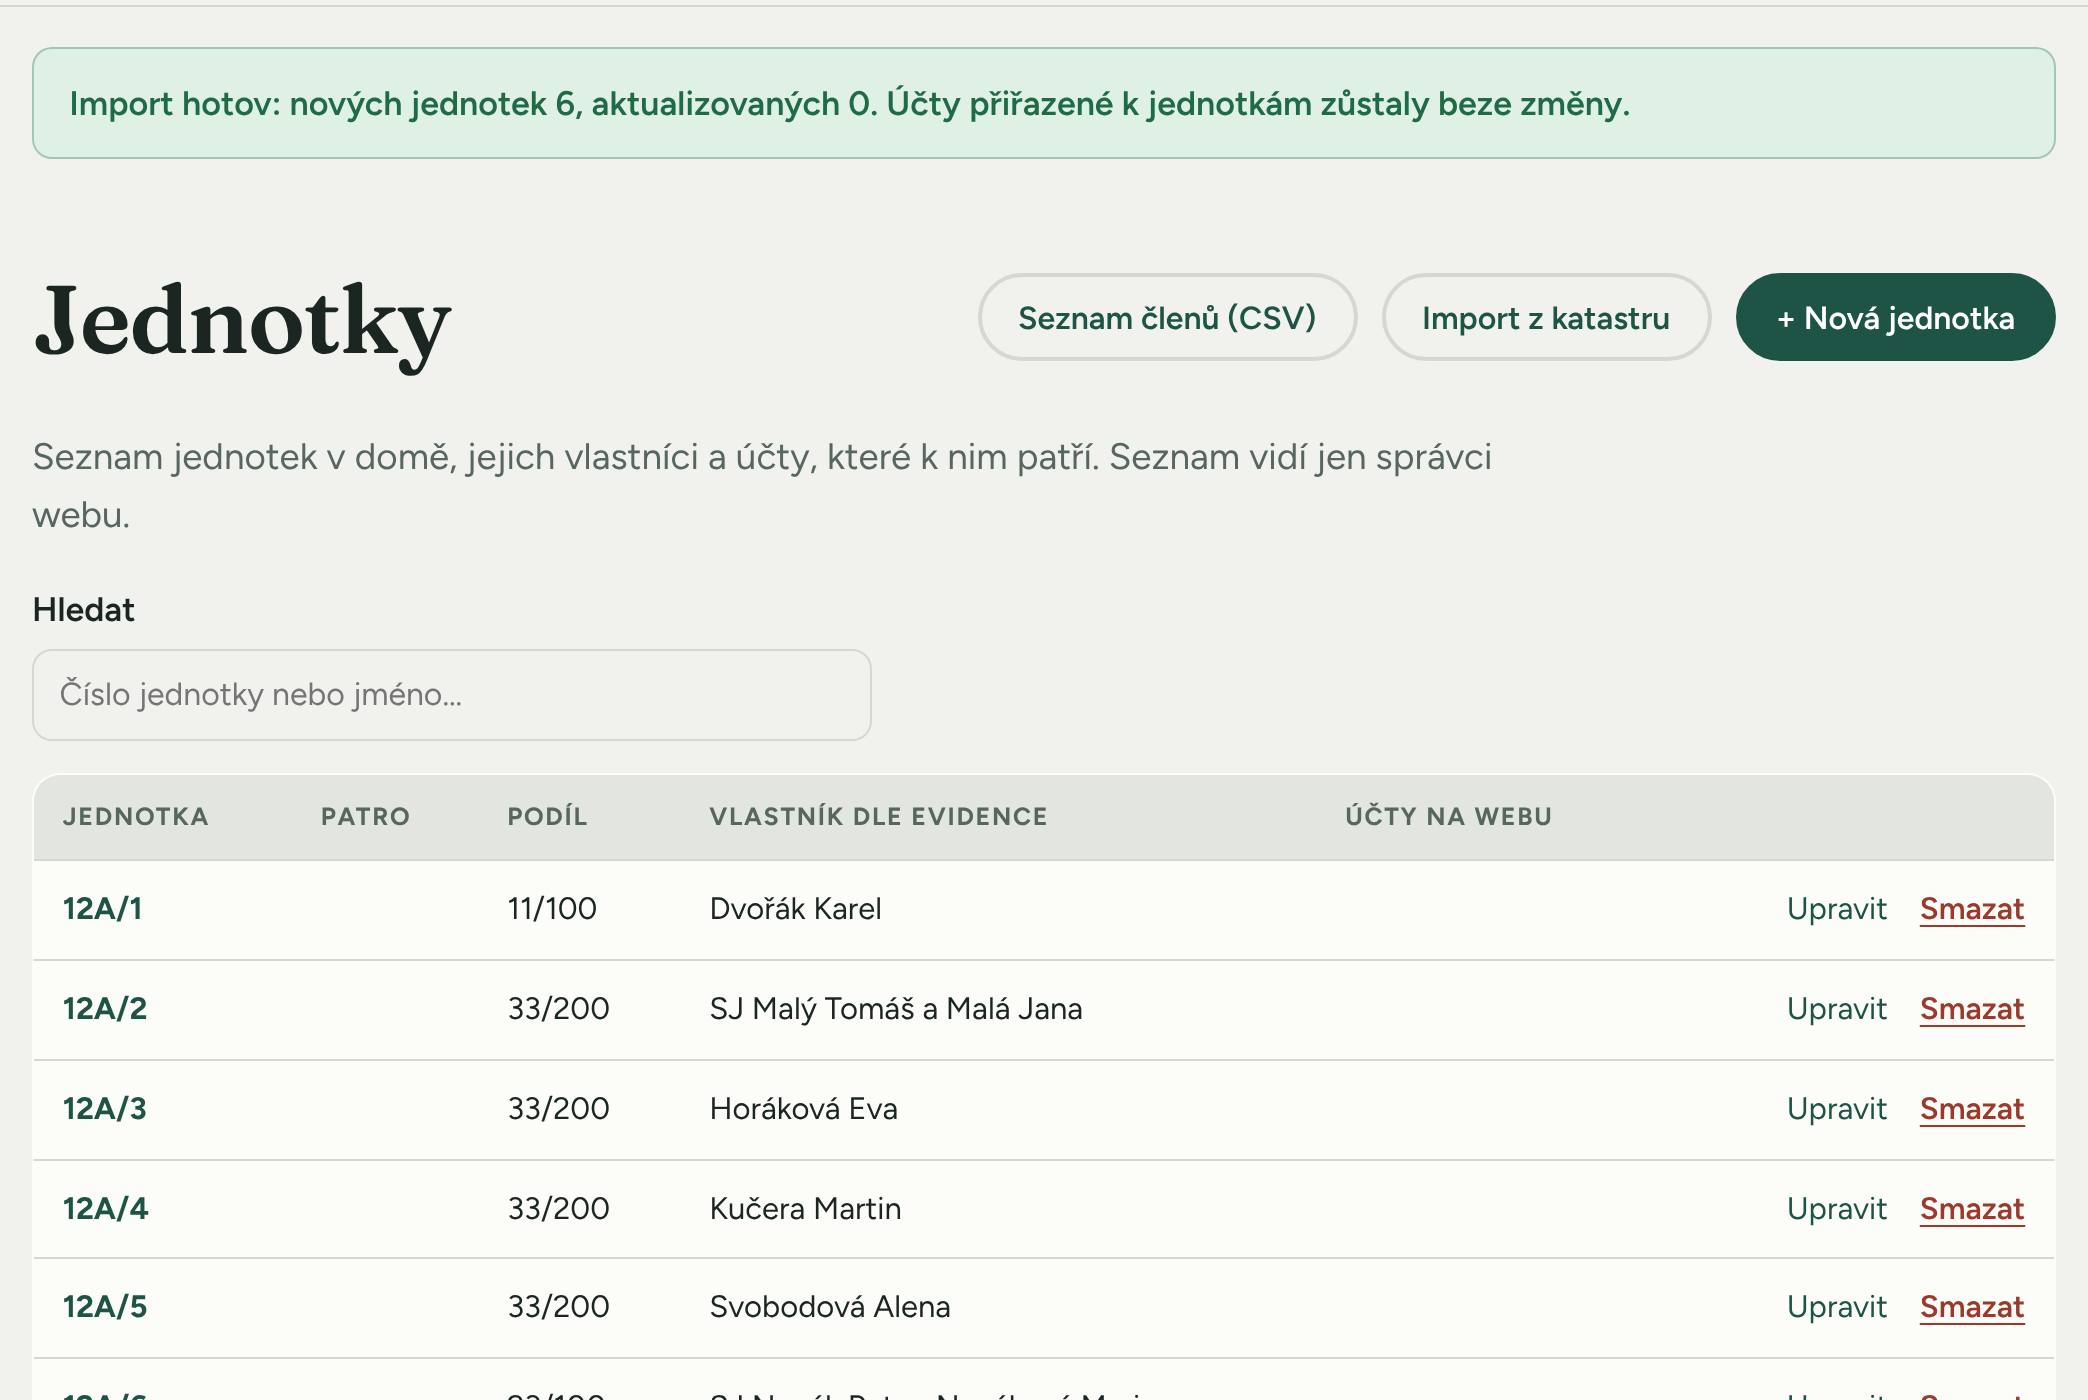 Import hotov: nových jednotek 6, aktualizovaných 0. Účty přiřazené k jednotkám zůstaly beze změny.
Jednotky
Seznam členů (CSV)
Import z katastru
+ Nová jednotka
Seznam jednotek v domě, jejich vlastníci a účty, které k nim patří. Seznam vidí jen správci
webu.
Hledat
Číslo jednotky nebo jméno...
JEDNOTKA PATRO PODÍL VLASTNÍK DLE EVIDENCE ÚČTY NA WEBU
12A/1 11/100 Dvořák Karel Upravit Smazat
12A/2 33/200 SJ Malý Tomáš a Malá Jana Upravit Smazat
12A/3 33/200 Horáková Eva Upravit Smazat
12A/4 33/200 Kučera Martin Upravit Smazat
12A/5 33/200 Svobodová Alena Upravit Smazat